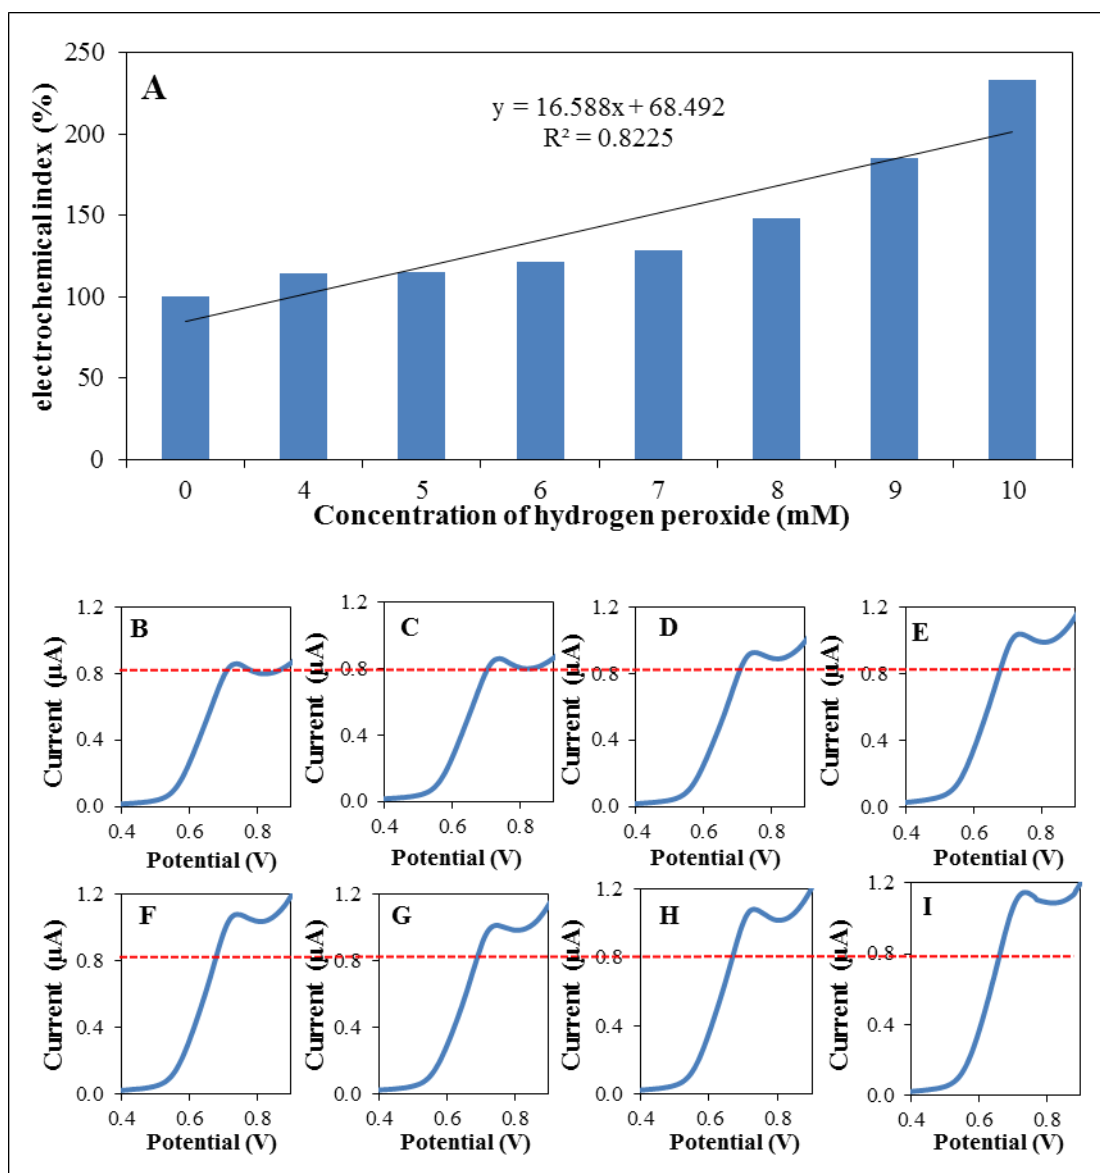 A
y = 16.588x + 68.492
R² = 0.8225
electrochemical index (%)
250
200
150
100
50
0
0 4 5 6 7 8 9 10
Concentration of hydrogen peroxide (mM)
B
Current (µA)
1.2
0.8
0.4
0.0
0.4 0.6 0.8
Potential (V)
C
Current (µA)
1.2
0.8
0.4
0.0
0.4 0.6 0.8
Potential (V)
D
Current (µA)
1.2
0.8
0.4
0.0
0.4 0.6 0.8
Potential (V)
E
Current (µA)
1.2
0.8
0.4
0.0
0.4 0.6 0.8
Potential (V)
F
Current (µA)
1.2
0.8
0.4
0.0
0.4 0.6 0.8
Potential (V)
G
Current (µA)
1.2
0.8
0.4
0.0
0.4 0.6 0.8
Potential (V)
H
Current (µA)
1.2
0.8
0.4
0.0
0.4 0.6 0.8
Potential (V)
I
Current (µA)
1.2
0.8
0.4
0.0
0.4 0.6 0.8
Potential (V)